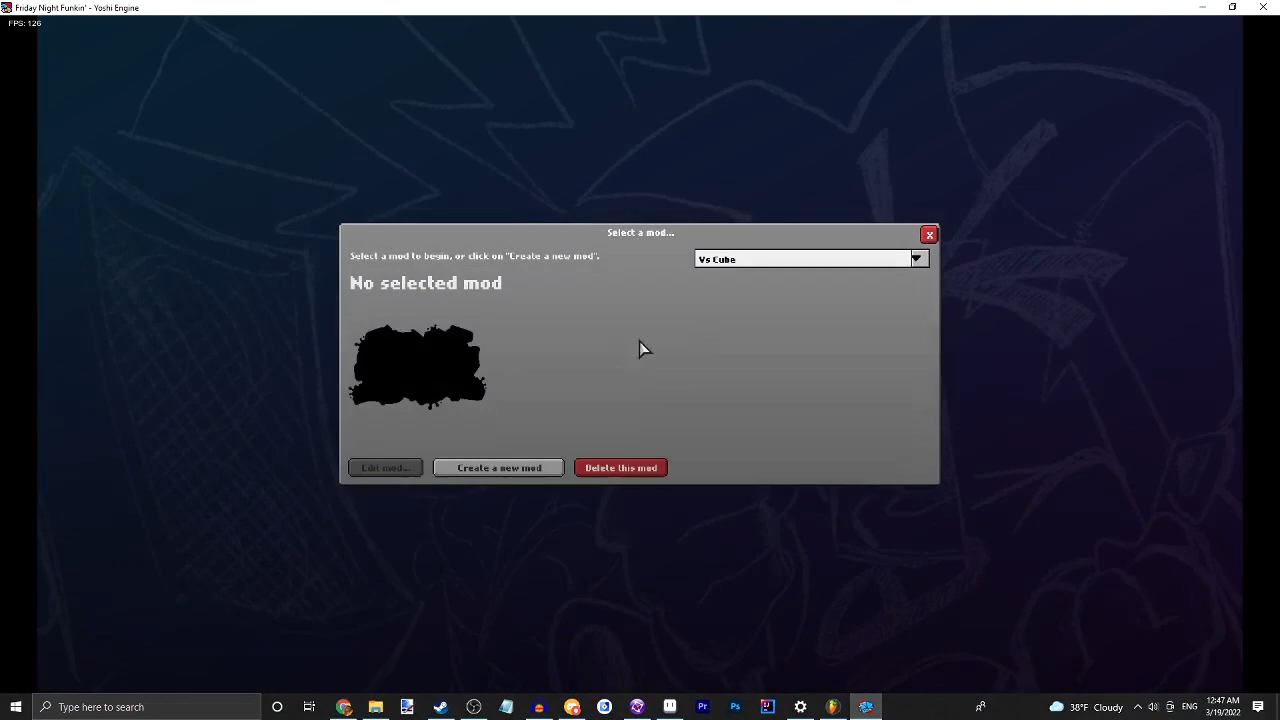 Friday Night Funkin' - Yoshi Engine
FPS: 126
Select a mod...
Select a mod to begin, or click on "Create a new mod".
Vs Cube
No selected mod
Edit mod...
Create a new mod
Delete this mod
Type here to search
38°F Cloudy
ENG
12:47 AM
3/19/2022